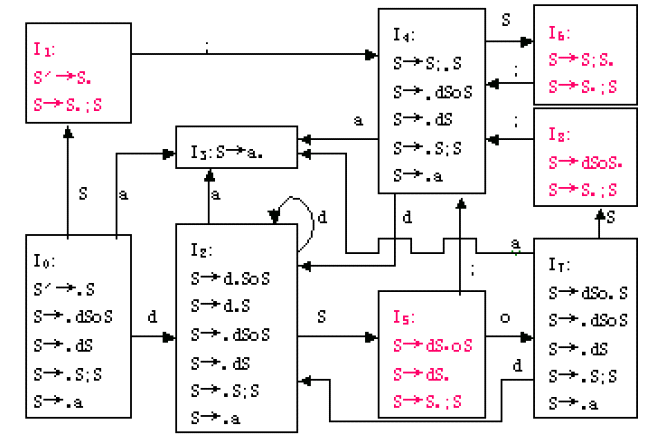 I₁:
S′→S.
S→S.;S
;
I₄:
S→S;.S
S→.dSoS
S→.dS
S→.S;S
S→.a
S
I₆:
S→S;S.
S→S.;S
;
;
I₈:
S→dSoS.
S→S.;S
a
I₃:S→a.
S
a
a
d
d
S
a
;
I₀:
S′→.S
S→.dSoS
S→.dS
S→.S;S
S→.a
d
I₂:
S→d.SoS
S→d.S
S→.dSoS
S→.dS
S→.S;S
S→.a
S
I₅:
S→dS.oS
S→dS.
S→S.;S
o
d
I₇:
S→dSo.S
S→.dSoS
S→.dS
S→.S;S
S→.a